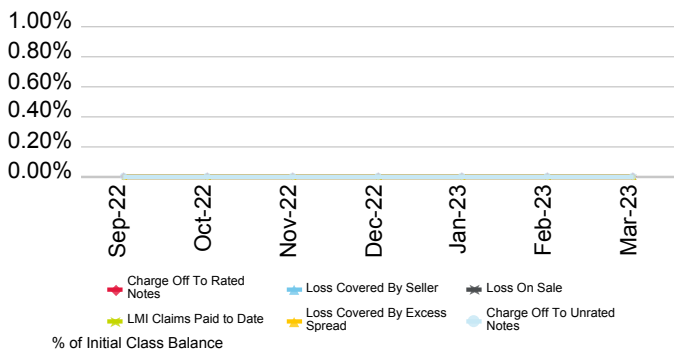 1.00%
0.80%
0.60%
0.40%
0.20%
0.00%
Sep-22
Oct-22
Nov-22
Dec-22
Jan-23
Feb-23
Mar-23
Charge Off To Rated
Notes
Loss Covered By Seller
Loss On Sale
LMI Claims Paid to Date
Loss Covered By Excess
Spread
Charge Off To Unrated
Notes
% of Initial Class Balance